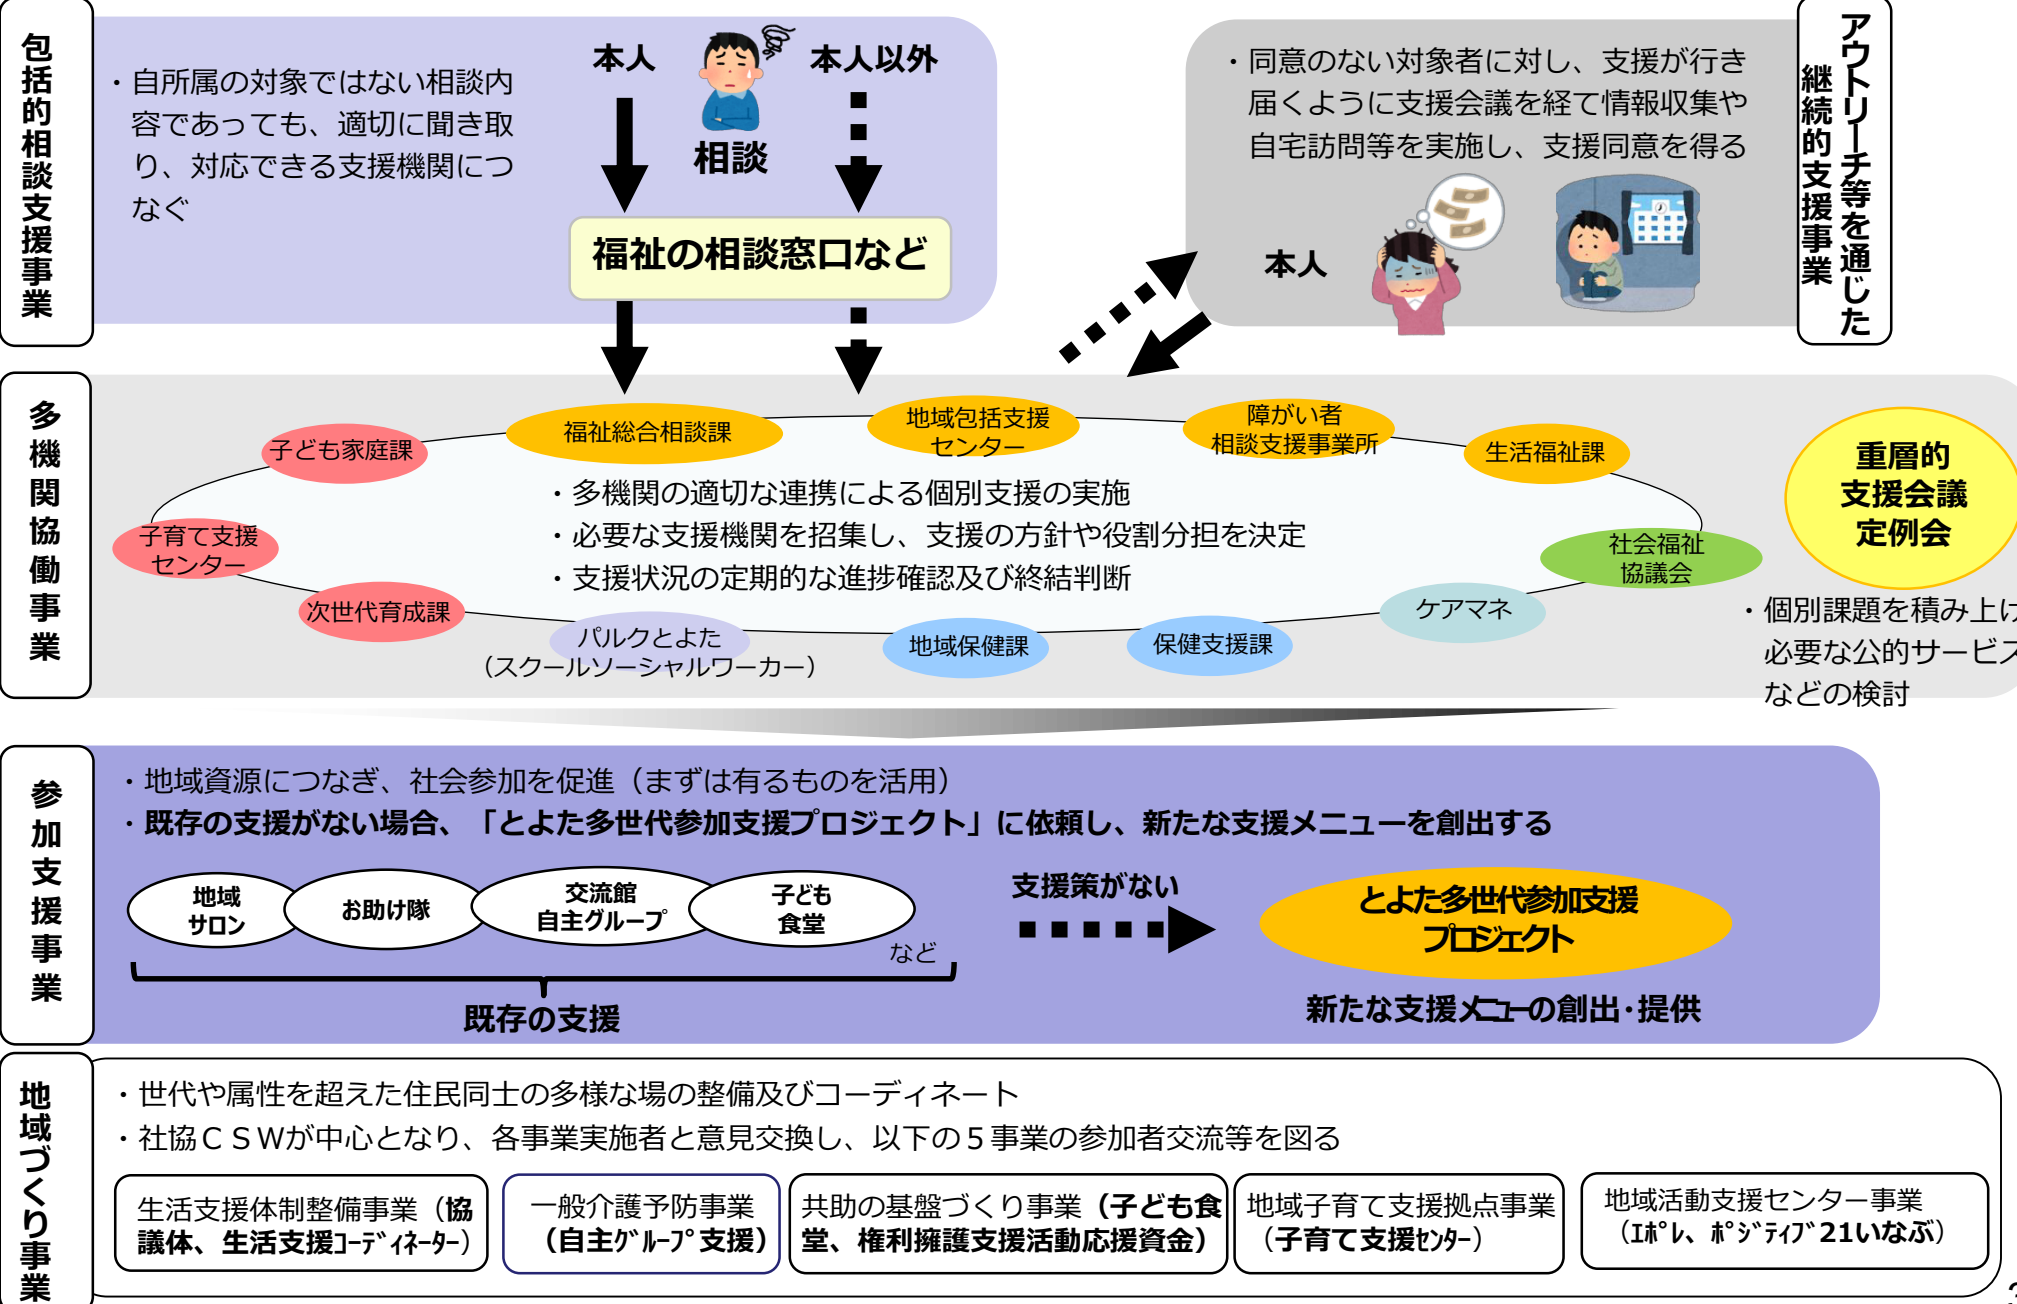 包括的相談支援事業
・自所属の対象ではない相談内
容であっても、適切に聞き取
り、対応できる支援機関につ
なぐ
本人
本人以外
相談
福祉の相談窓口など
・同意のない対象者に対し、支援が行き
届くように支援会議を経て情報収集や
自宅訪問等を実施し、支援同意を得る
本人
アウトリーチ等を通じた
継続的支援事業
多機関協働事業
子ども家庭課
福祉総合相談課
地域包括支援
センター
障がい者
相談支援事業所
生活福祉課
子育て支援
センター
・多機関の適切な連携による個別支援の実施
・必要な支援機関を招集し、支援の方針や役割分担を決定
・支援状況の定期的な進捗確認及び終結判断
社会福祉
協議会
次世代育成課
パルクとよた
（スクールソーシャルワーカー）
地域保健課
保健支援課
ケアマネ
重層的
支援会議
定例会
・個別課題を積み上げ
必要な公的サービス
などの検討
参加支援事業
・地域資源につなぎ、社会参加を促進（まずは有るものを活用）
・既存の支援がない場合、「とよた多世代参加支援プロジェクト」に依頼し、新たな支援メニューを創出する
地域
サロン
お助け隊
交流館
自主グループ
子ども
食堂
など
既存の支援
支援策がない
とよた多世代参加支援
プロジェクト
新たな支援メニューの創出・提供
地域づくり事業
・世代や属性を超えた住民同士の多様な場の整備及びコーディネート
・社協ＣＳＷが中心となり、各事業実施者と意見交換し、以下の５事業の参加者交流等を図る
生活支援体制整備事業（協
議体、生活支援ｺｰﾃﾞｨﾈｰﾀｰ）
一般介護予防事業
（自主ｸﾞﾙｰﾌﾟ支援）
共助の基盤づくり事業（子ども食
堂、権利擁護支援活動応援資金）
地域子育て支援拠点事業
（子育て支援ｾﾝﾀｰ）
地域活動支援センター事業
（ｴﾎﾟﾚ、ﾎﾟｼﾞﾃｨﾌﾞ21いなぶ）